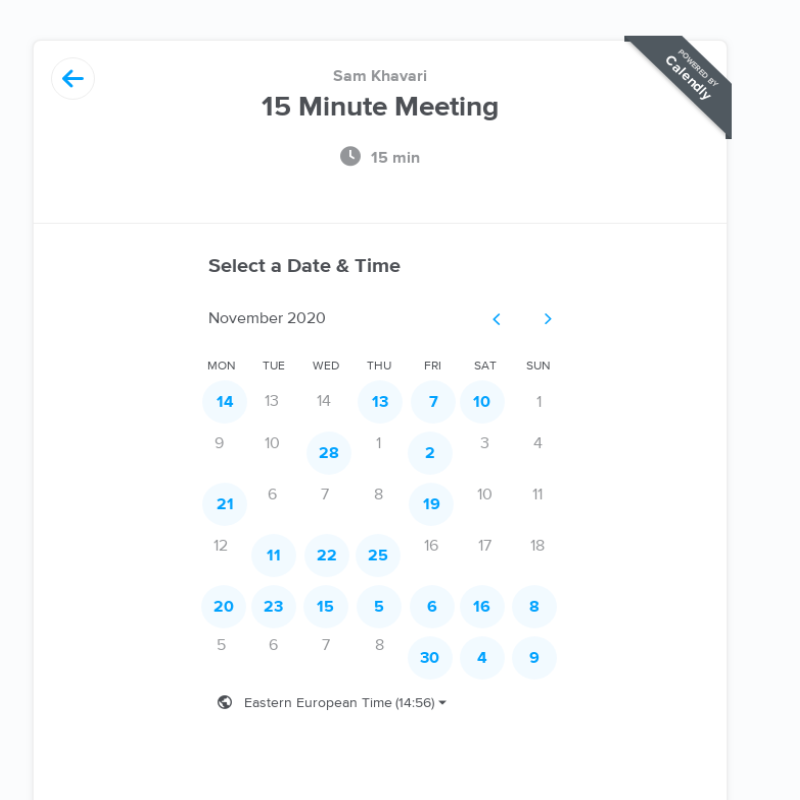 POWERED BY
Calendly
Sam Khavari
15 Minute Meeting
15 min
Select a Date & Time
November 2020
MON TUE WED THU FRI SAT SUN
14 13 14 13 7 10 1
9 10 28 1 2 3 4
21 6 7 8 19 10 11
12 11 22 25 16 17 18
20 23 15 5 6 16 8
5 6 7 8 30 4 9
Eastern European Time (14:56)